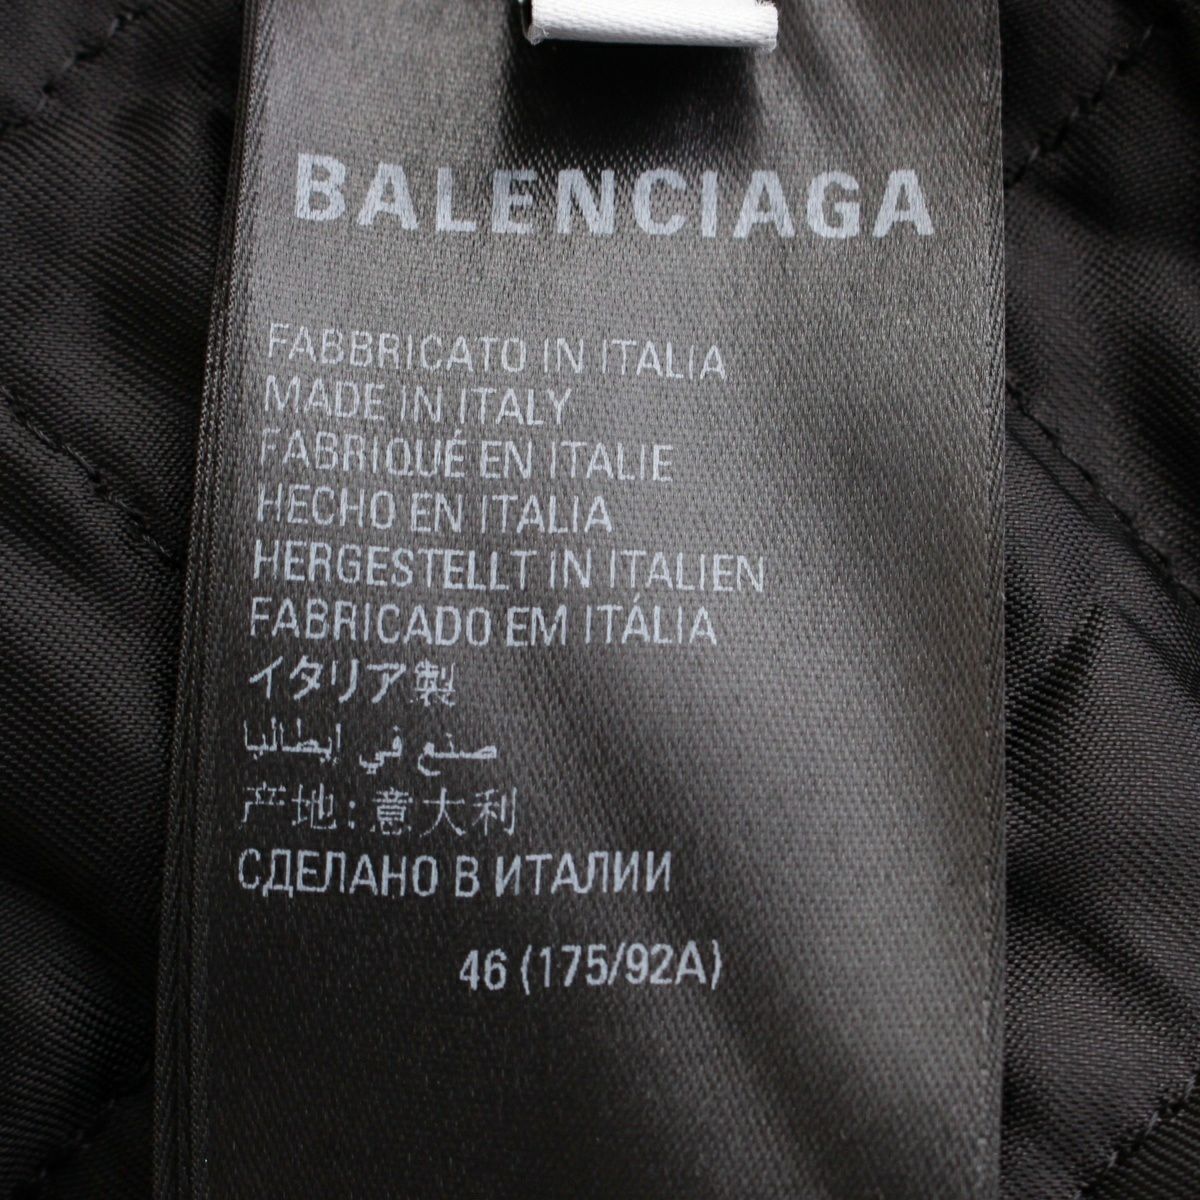 BALENCIAGA
FABBRICATO IN ITALIA
MADE IN ITALY
FABRIQUÉ EN ITALIE
HECHO EN ITALIA
HERGESTELLT IN ITALIEN
FABRICADO EM ITÁLIA
イタリア製
صنع في إيطاليا
产地：意大利
СДЕЛАНО В ИТАЛИИ
46 (175/92A)